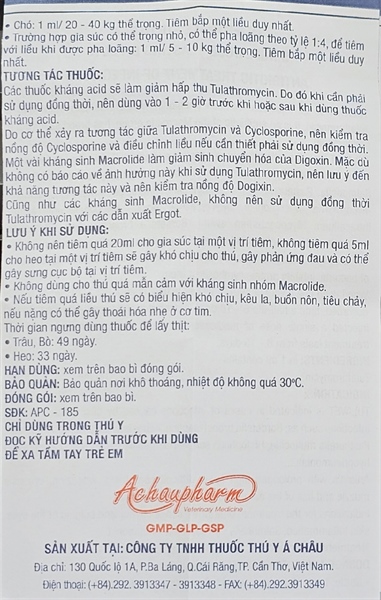 • Chó: 1 ml/ 20 - 40 kg thể trọng. Tiêm bắp một liều duy nhất.
• Trường hợp gia súc có thể trọng nhỏ, có thể pha loãng theo tỷ lệ 1:4, để tiêm
với liều khi được pha loãng: 1 ml/ 5 - 10 kg thể trọng. Tiêm bắp một liều duy
nhất.
TƯƠNG TÁC THUỐC:
Các thuốc kháng acid sẽ làm giảm hấp thu Tulathromycin. Do đó khi cần phải
sử dụng đồng thời, nên dùng vào 1 - 2 giờ trước khi hoặc sau khi dùng thuốc
kháng acid.
Do cơ thể xảy ra tương tác giữa Tulathromycin và Cyclosporine, nên kiểm tra
nồng độ Cyclosporine và điều chỉnh liều nếu cần thiết phải sử dụng đồng thời.
Một vài kháng sinh Macrolide làm giảm sinh chuyển hóa của Digoxin. Mặc dù
không có báo cáo về ảnh hưởng này khi sử dụng Tulathromycin, nên lưu ý đến
khả năng tương tác này và nên kiểm tra nồng độ Dogixin.
Cũng như các kháng sinh Macrolide, không nên sử dụng đồng thời
Tulathromycin với các dẫn xuất Ergot.
LƯU Ý KHI SỬ DỤNG:
• Không nên tiêm quá 20ml cho gia súc tại một vị trí tiêm, không tiêm quá 5ml
cho heo tại một vị trí tiêm sẽ gây khó chịu cho thú, gây phản ứng đau và có thể
gây sưng cục bộ tại vị trí tiêm.
• Không dùng cho thú quá mẫn cảm với kháng sinh nhóm Macrolide.
• Nếu tiêm quá liều thú sẽ có biểu hiện khó chịu, kêu la, buồn nôn, tiêu chảy,
nếu nặng có thể gây thoái hóa nhẹ ở cơ tim.
Thời gian ngưng dùng thuốc để lấy thịt:
• Trâu, Bò: 49 ngày.
• Heo: 33 ngày.
HẠN DÙNG: xem trên bao bì đóng gói.
BẢO QUẢN: Bảo quản nơi khô thoáng, nhiệt độ không quá 30°C.
ĐÓNG GÓI: xem trên bao bì.
SĐK: APC - 185
CHỈ DÙNG TRONG THÚ Y
ĐỌC KỸ HƯỚNG DẪN TRƯỚC KHI DÙNG
ĐỂ XA TẦM TAY TRẺ EM
Achaupharm
Veterinary Medicine
GMP-GLP-GSP
SẢN XUẤT TẠI: CÔNG TY TNHH THUỐC THÚ Y Á CHÂU
Địa chỉ: 130 Quốc lộ 1A, P.Ba Láng, Q.Cái Răng,TP. Cần Thơ, Việt Nam.
Điện thoại: (+84).292. 3913347 - 3913348 - FAX: (+84).292.3913349